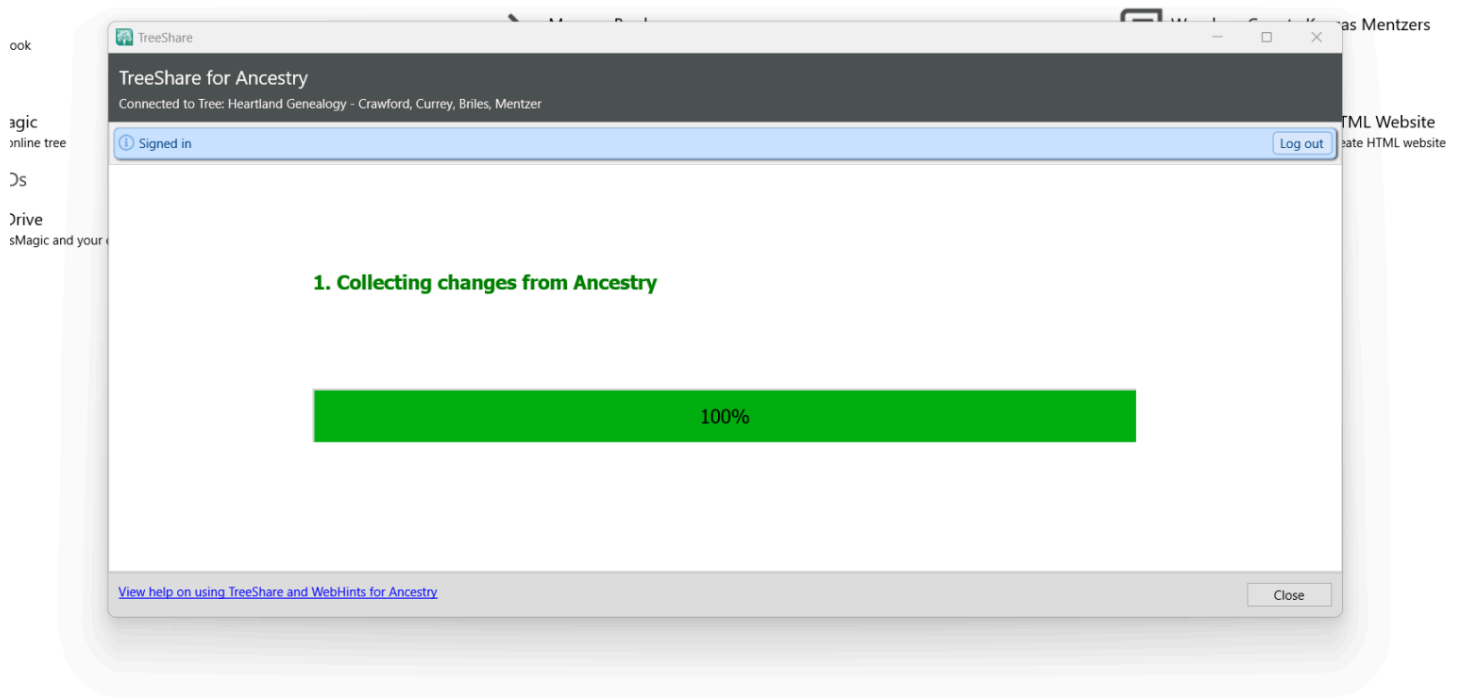 as Mentzers
ook
TreeShare
TreeShare for Ancestry
Connected to Tree: Heartland Genealogy - Crawford, Currey, Briles, Mentzer
agic
online tree
TML Website
eate HTML website
Signed in
Log out
Os
Drive
sMagic and your
1. Collecting changes from Ancestry
100%
View help on using TreeShare and WebHints for Ancestry
Close